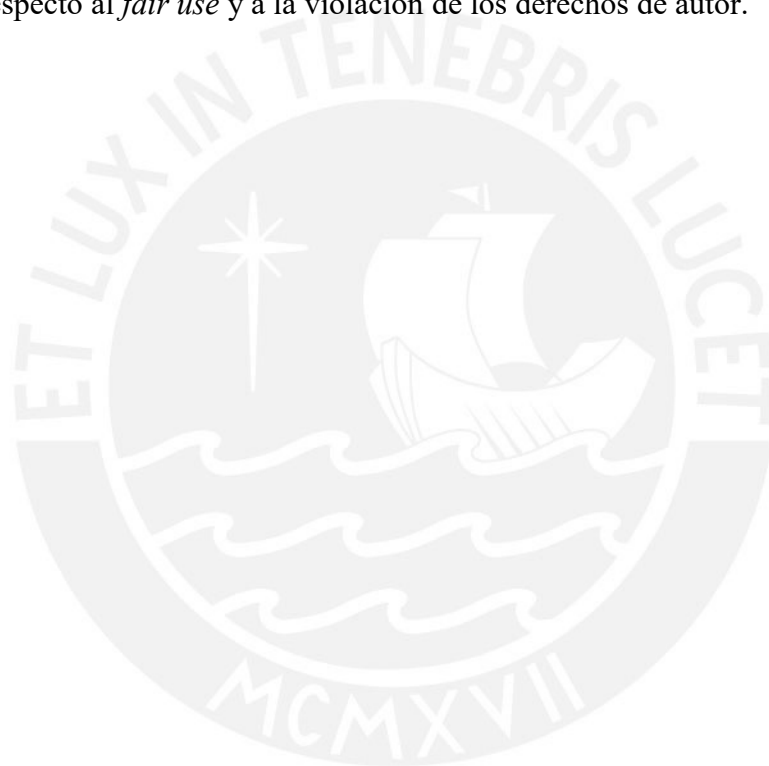 specto al fair use y a la violación de los derechos de autor.
ET LUX IN TENEBRIS LUCET
MCMXVII